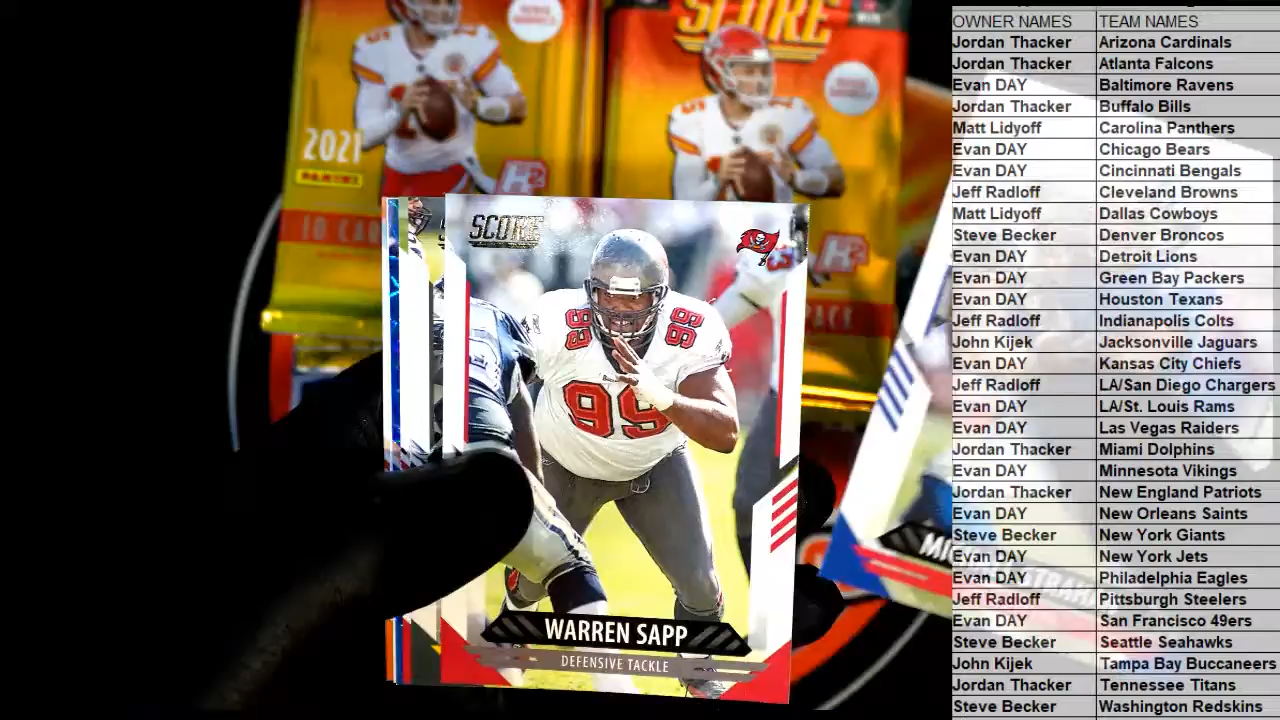 SCORE
2021
PANINI
H2
10 CAR
H2
PACK
SCORE
99
99
99
WARREN SAPP
DEFENSIVE TACKLE
OWNER NAMES TEAM NAMES
Jordan Thacker Arizona Cardinals
Jordan Thacker Atlanta Falcons
Evan DAY Baltimore Ravens
Jordan Thacker Buffalo Bills
Matt Lidyoff Carolina Panthers
Evan DAY Chicago Bears
Evan DAY Cincinnati Bengals
Jeff Radloff Cleveland Browns
Matt Lidyoff Dallas Cowboys
Steve Becker Denver Broncos
Evan DAY Detroit Lions
Evan DAY Green Bay Packers
Evan DAY Houston Texans
Jeff Radloff Indianapolis Colts
John Kijek Jacksonville Jaguars
Evan DAY Kansas City Chiefs
Jeff Radloff LA/San Diego Chargers
Evan DAY LA/St. Louis Rams
Evan DAY Las Vegas Raiders
Jordan Thacker Miami Dolphins
Evan DAY Minnesota Vikings
Jordan Thacker New England Patriots
Evan DAY New Orleans Saints
Steve Becker New York Giants
Evan DAY New York Jets
Evan DAY Philadelphia Eagles
Jeff Radloff Pittsburgh Steelers
Evan DAY San Francisco 49ers
Steve Becker Seattle Seahawks
John Kijek Tampa Bay Buccaneers
Jordan Thacker Tennessee Titans
Steve Becker Washington Redskins